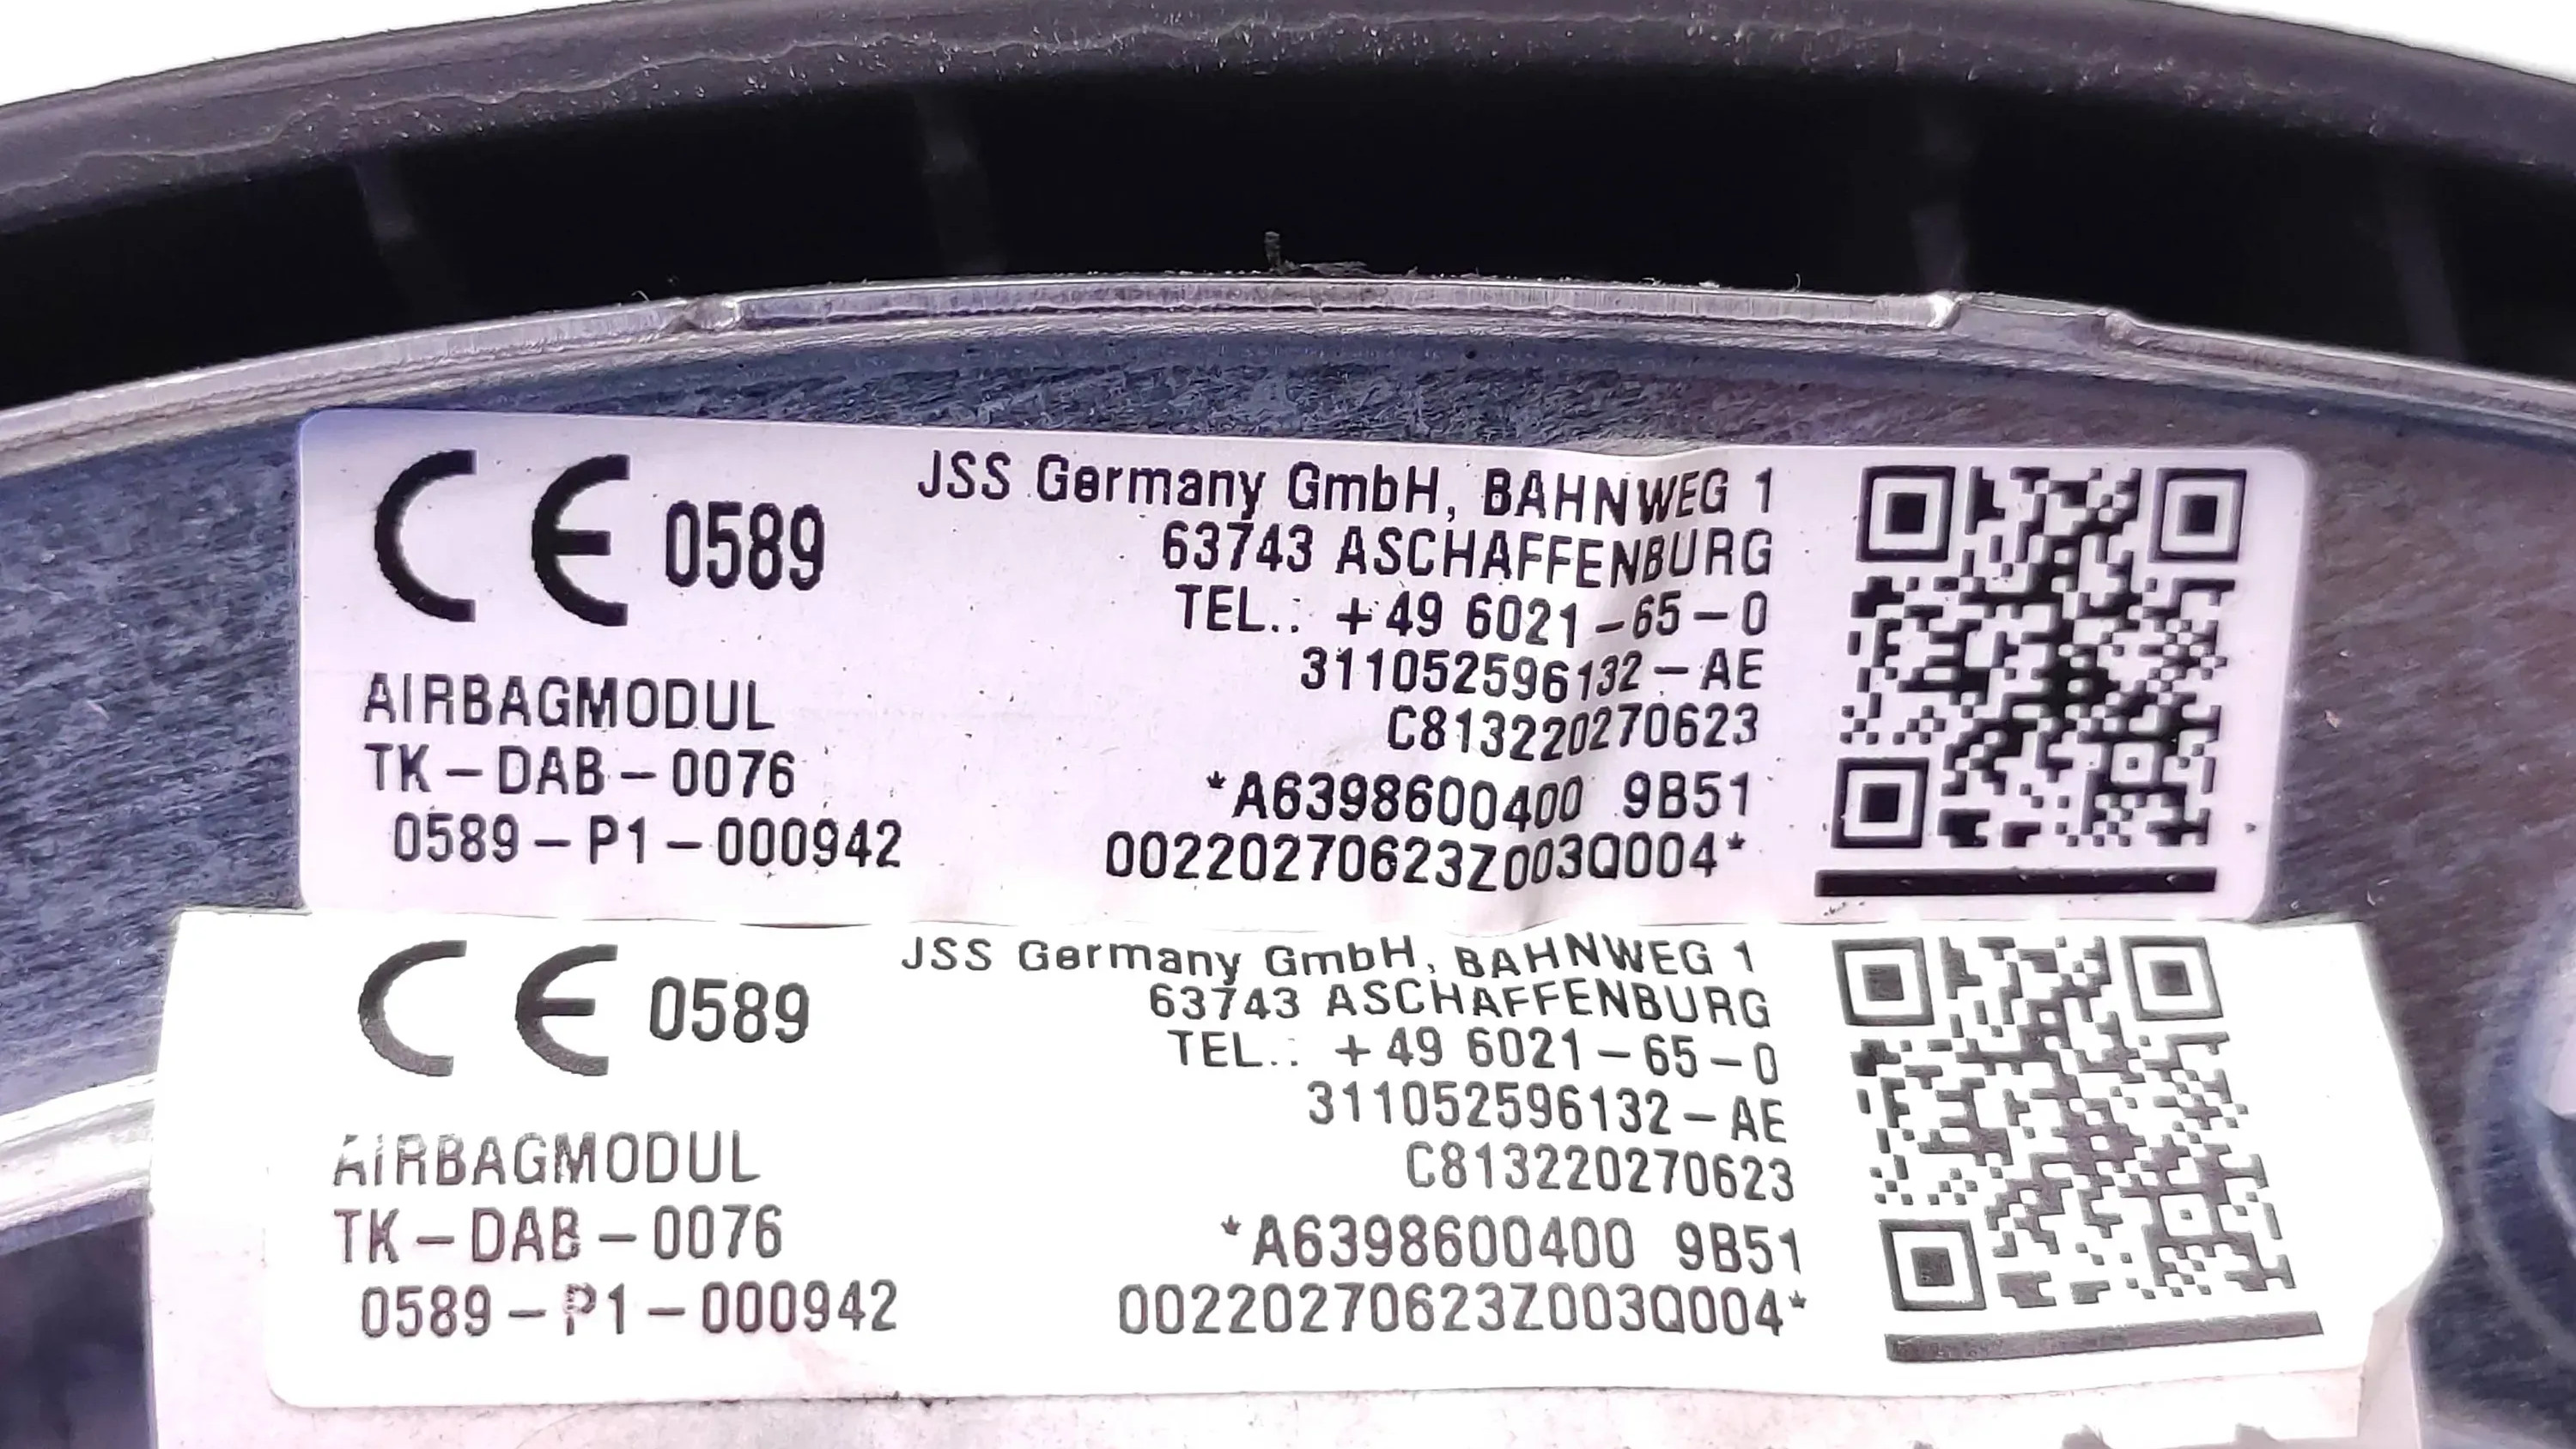 CE 0589
JSS Germany GmbH, BAHNWEG 1
63743 ASCHAFFENBURG
TEL.: +49 6021-65-0
311052596132-AE
C813220270623
*A6398600400 9B51
00220270623Z003Q004*
AIRBAGMODUL
TK-DAB-0076
0589-P1-000942
CE 0589
JSS Germany GmbH, BAHNWEG 1
63743 ASCHAFFENBURG
TEL.: +49 6021-65-0
311052596132-AE
C813220270623
*A6398600400 9B51
00220270623Z003Q004*
AIRBAGMODUL
TK-DAB-0076
0589-P1-000942